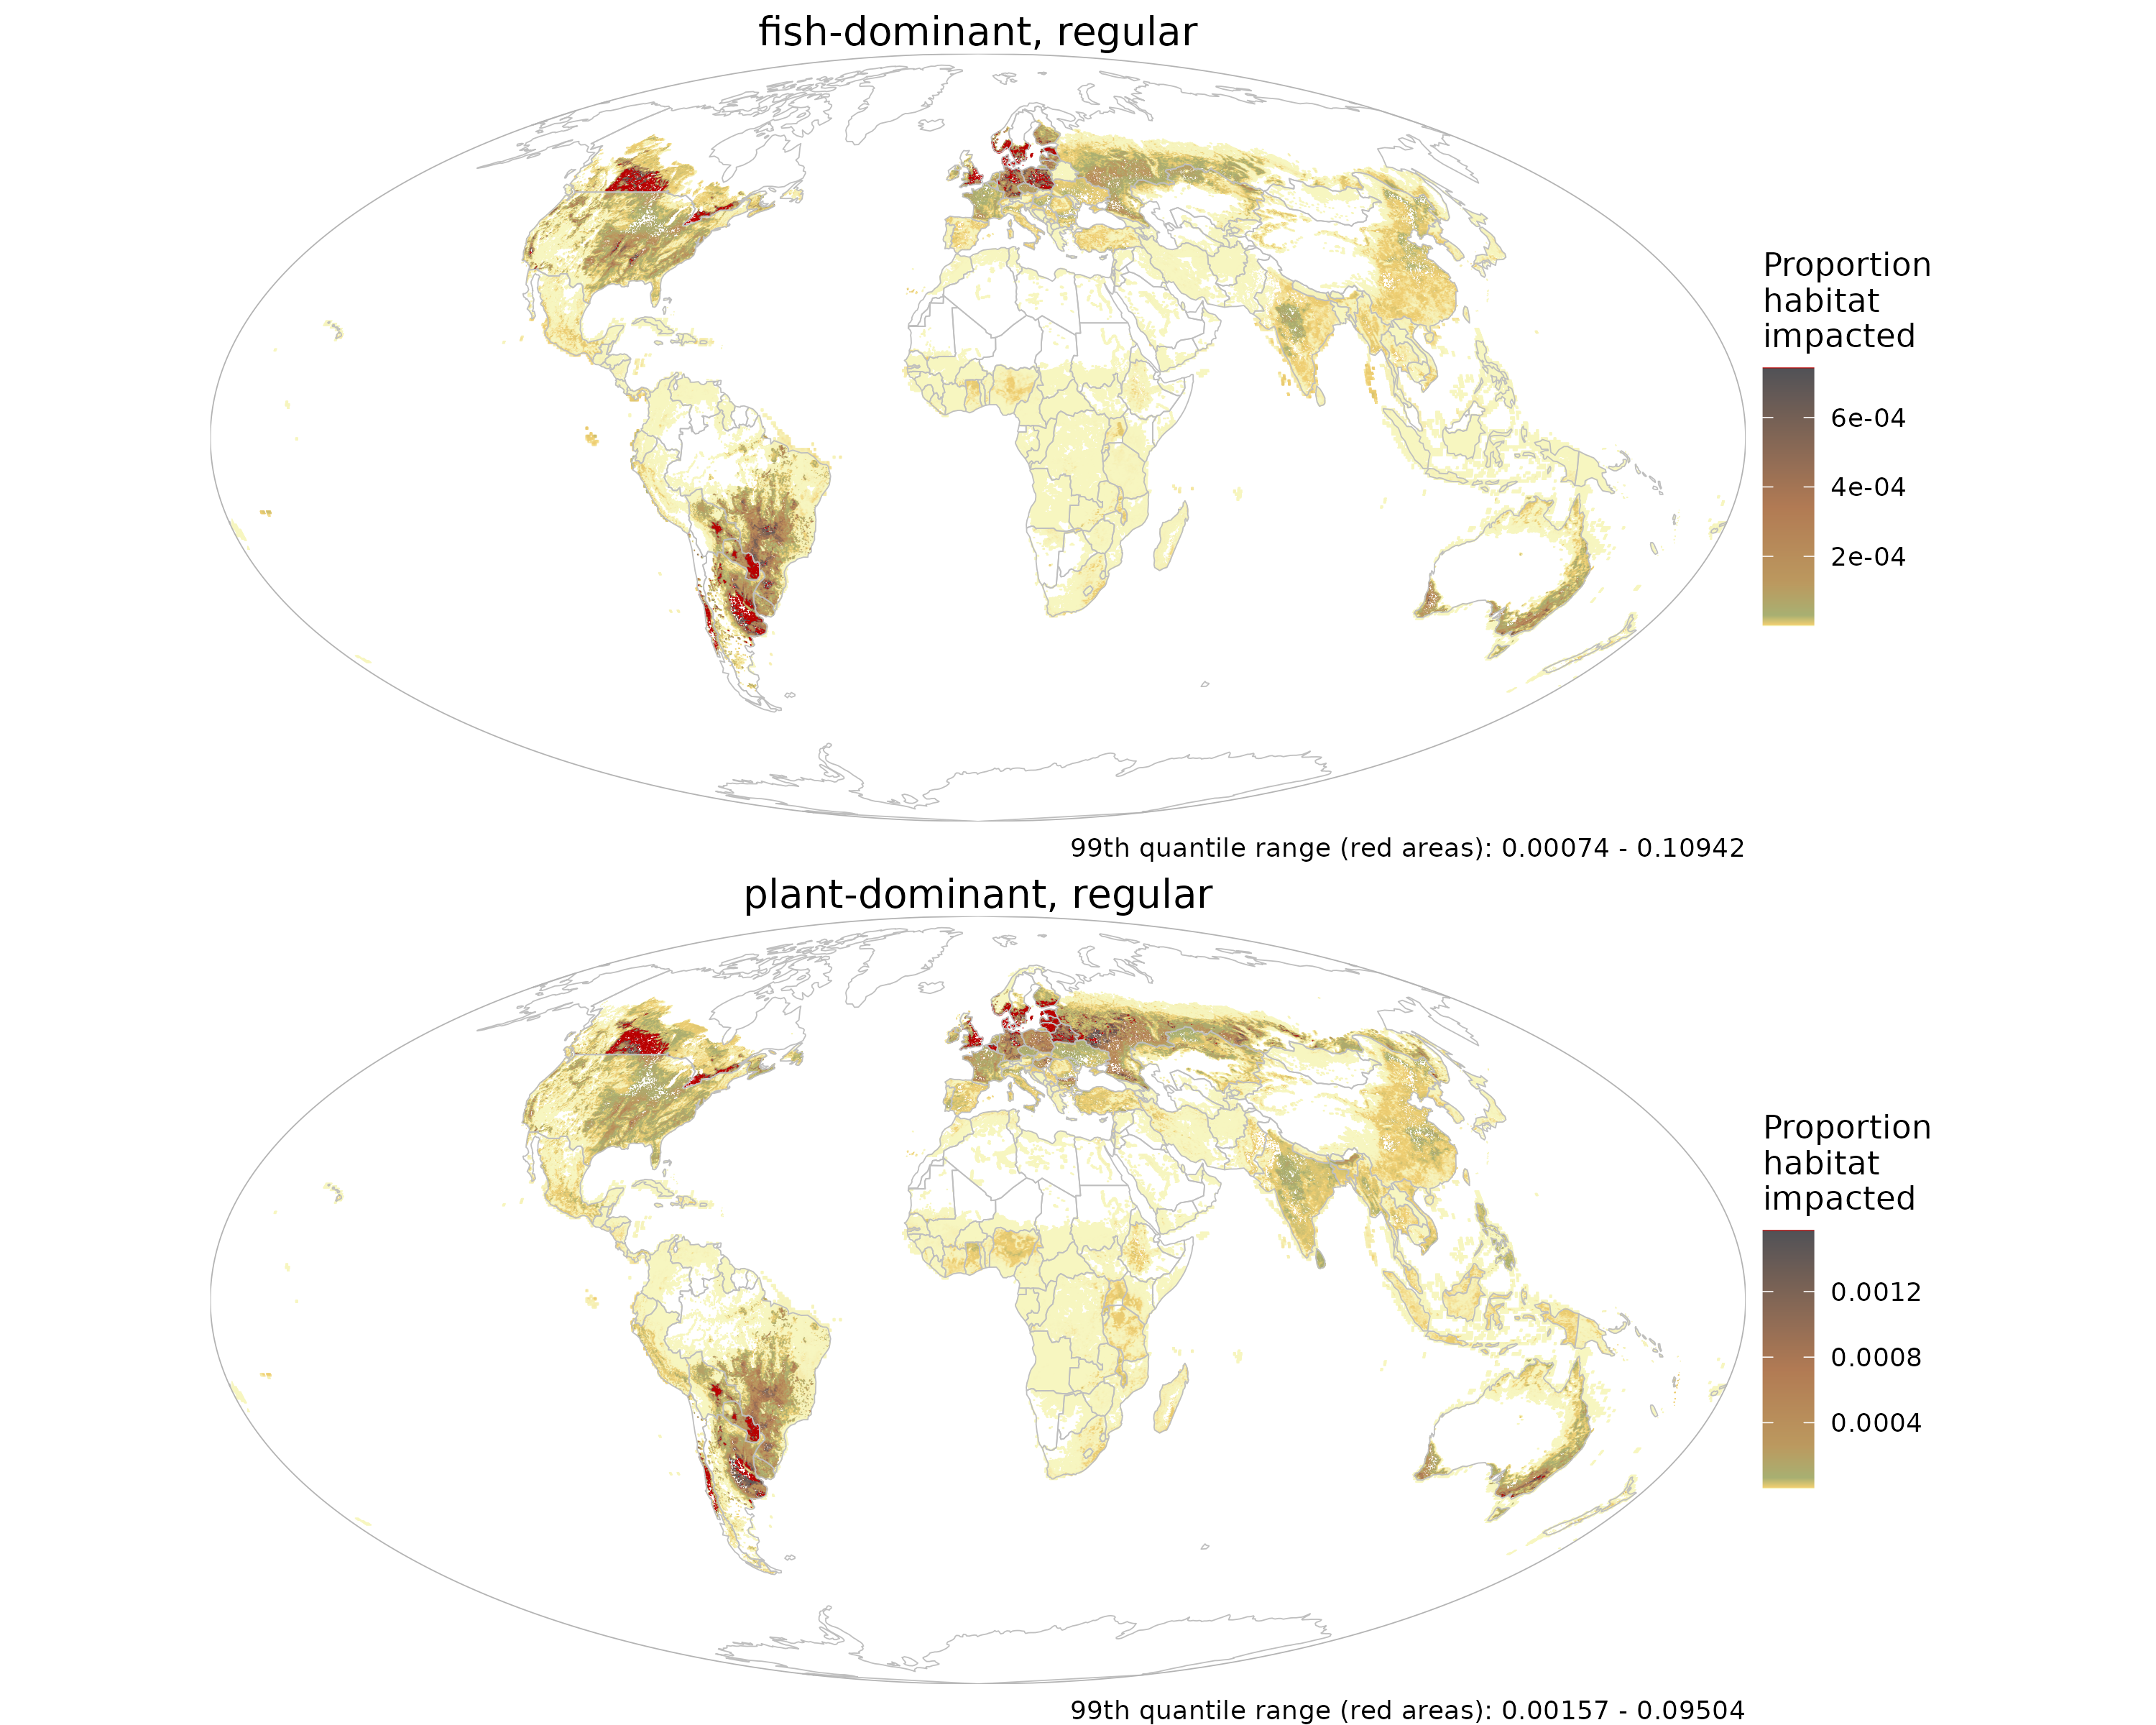 fish-dominant, regular
Proportion
habitat
impacted
6e-04
4e-04
2e-04
99th quantile range (red areas): 0.00074 - 0.10942
plant-dominant, regular
Proportion
habitat
impacted
0.0012
0.0008
0.0004
99th quantile range (red areas): 0.00157 - 0.09504